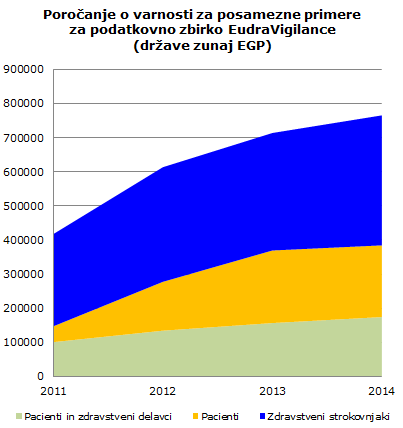 Poročanje o varnosti za posamezne primere
za podatkovno zbirko EudraVigilance
(države zunaj EGP)
900000
800000
700000
600000
500000
400000
300000
200000
100000
0
2011 2012 2013 2014
Pacienti in zdravstveni delavci Pacienti Zdravstveni strokovnjaki